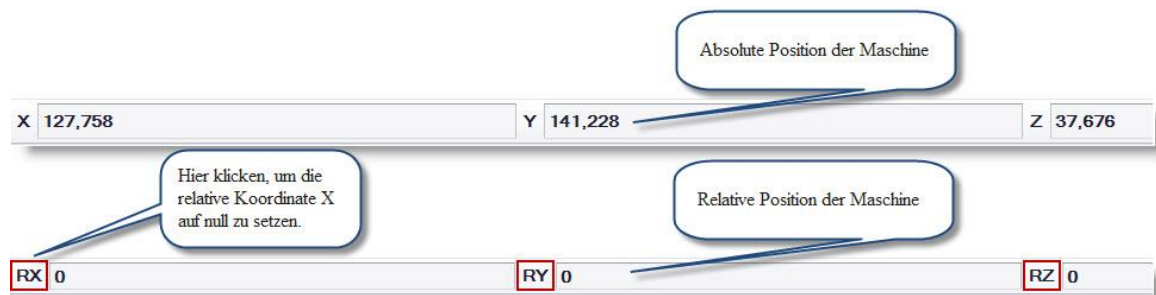 Absolute Position der Maschine
X 127,758 Y 141,228 Z 37,676
Hier klicken, um die
relative Koordinate X
auf null zu setzen.
Relative Position der Maschine
RX 0 RY 0 RZ 0